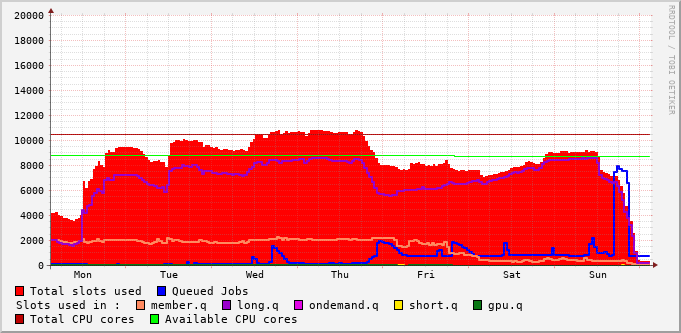 RRDTOOL / TOBI OETIKER
20000
18000
16000
14000
12000
10000
8000
6000
4000
2000
0
Mon Tue Wed Thu Fri Sat Sun
Total slots used Queued Jobs
Slots used in : member.q long.q ondemand.q short.q gpu.q
Total CPU cores Available CPU cores